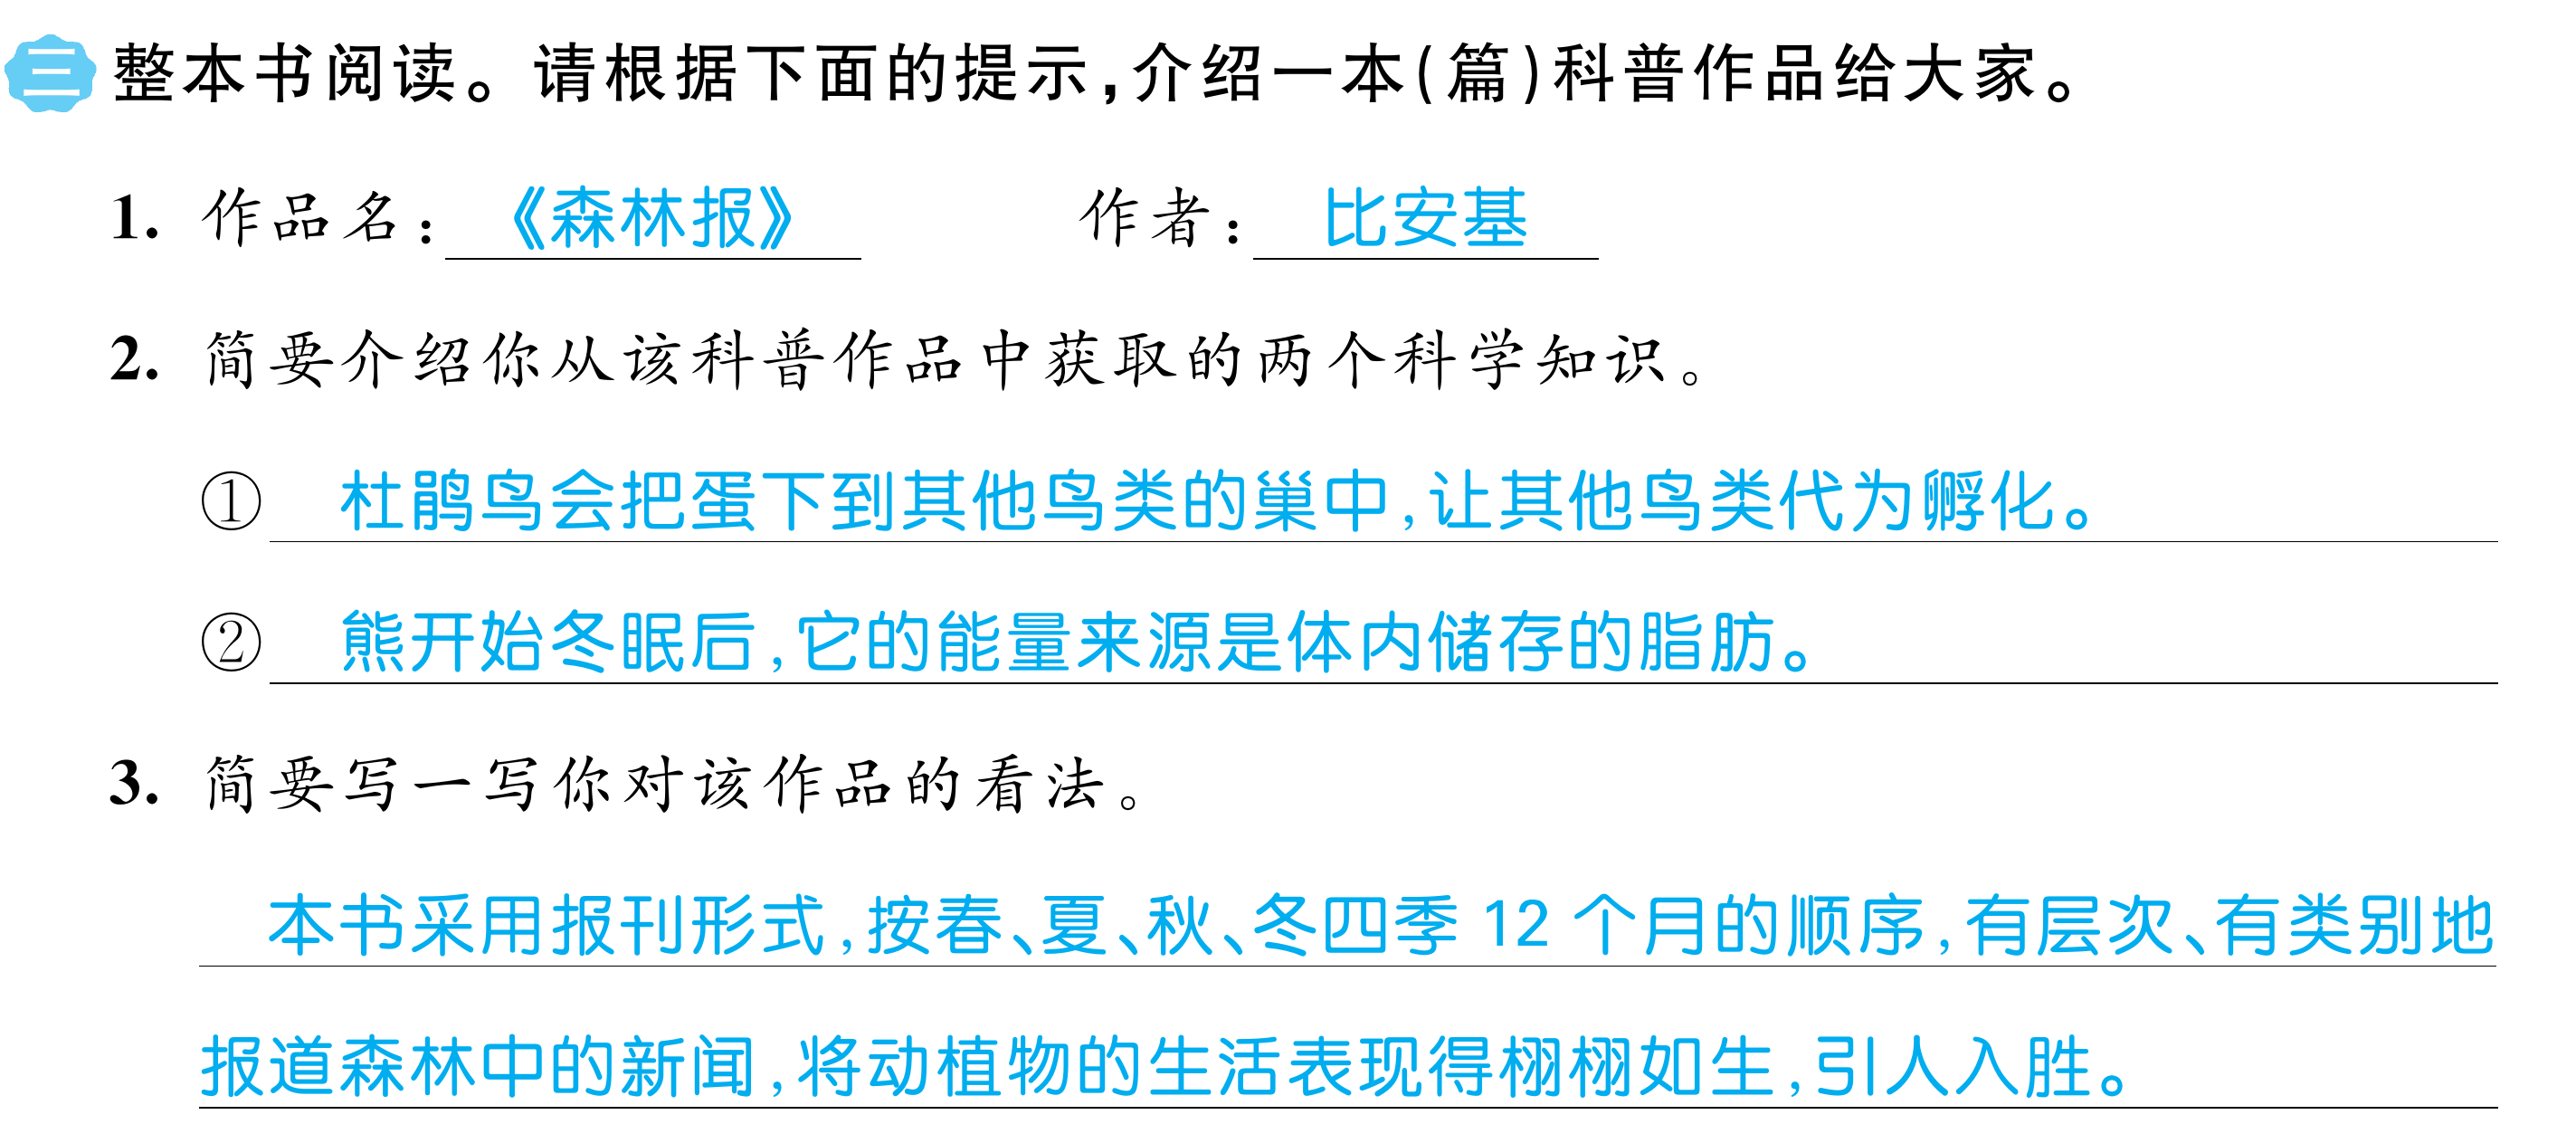 三 整本书阅读。请根据下面的提示,介绍一本(篇)科普作品给大家。
1. 作品名:《森林报》 作者:比安基
2. 简要介绍你从该科普作品中获取的两个科学知识。
① 杜鹃鸟会把蛋下到其他鸟类的巢中,让其他鸟类代为孵化。
② 熊开始冬眠后,它的能量来源是体内储存的脂肪。
3. 简要写一写你对该作品的看法。
本书采用报刊形式,按春、夏、秋、冬四季 12 个月的顺序,有层次、有类别地
报道森林中的新闻,将动植物的生活表现得栩栩如生,引人入胜。